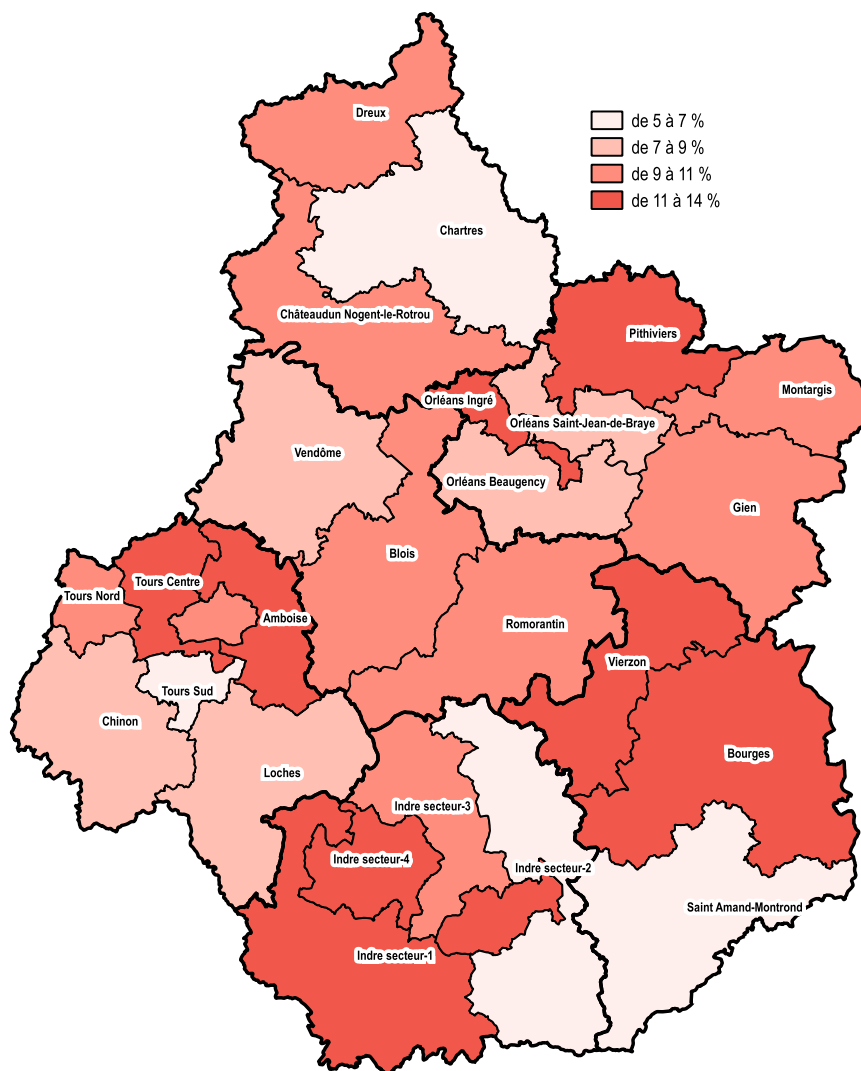 Dreux
de 5 à 7 %
de 7 à 9 %
de 9 à 11 %
de 11 à 14 %
Chartres
Châteaudun Nogent-le-Rotrou
Pithiviers
Montargis
Orléans Ingré
Orléans Saint-Jean-de-Braye
Vendôme
Orléans Beaugency
Gien
Blois
Tours Centre
Tours Nord
Amboise
Romorantin
Vierzon
Tours Sud
Chinon
Bourges
Loches
Indre secteur-3
Indre secteur-4
Indre secteur-2
Saint Amand-Montrond
Indre secteur-1